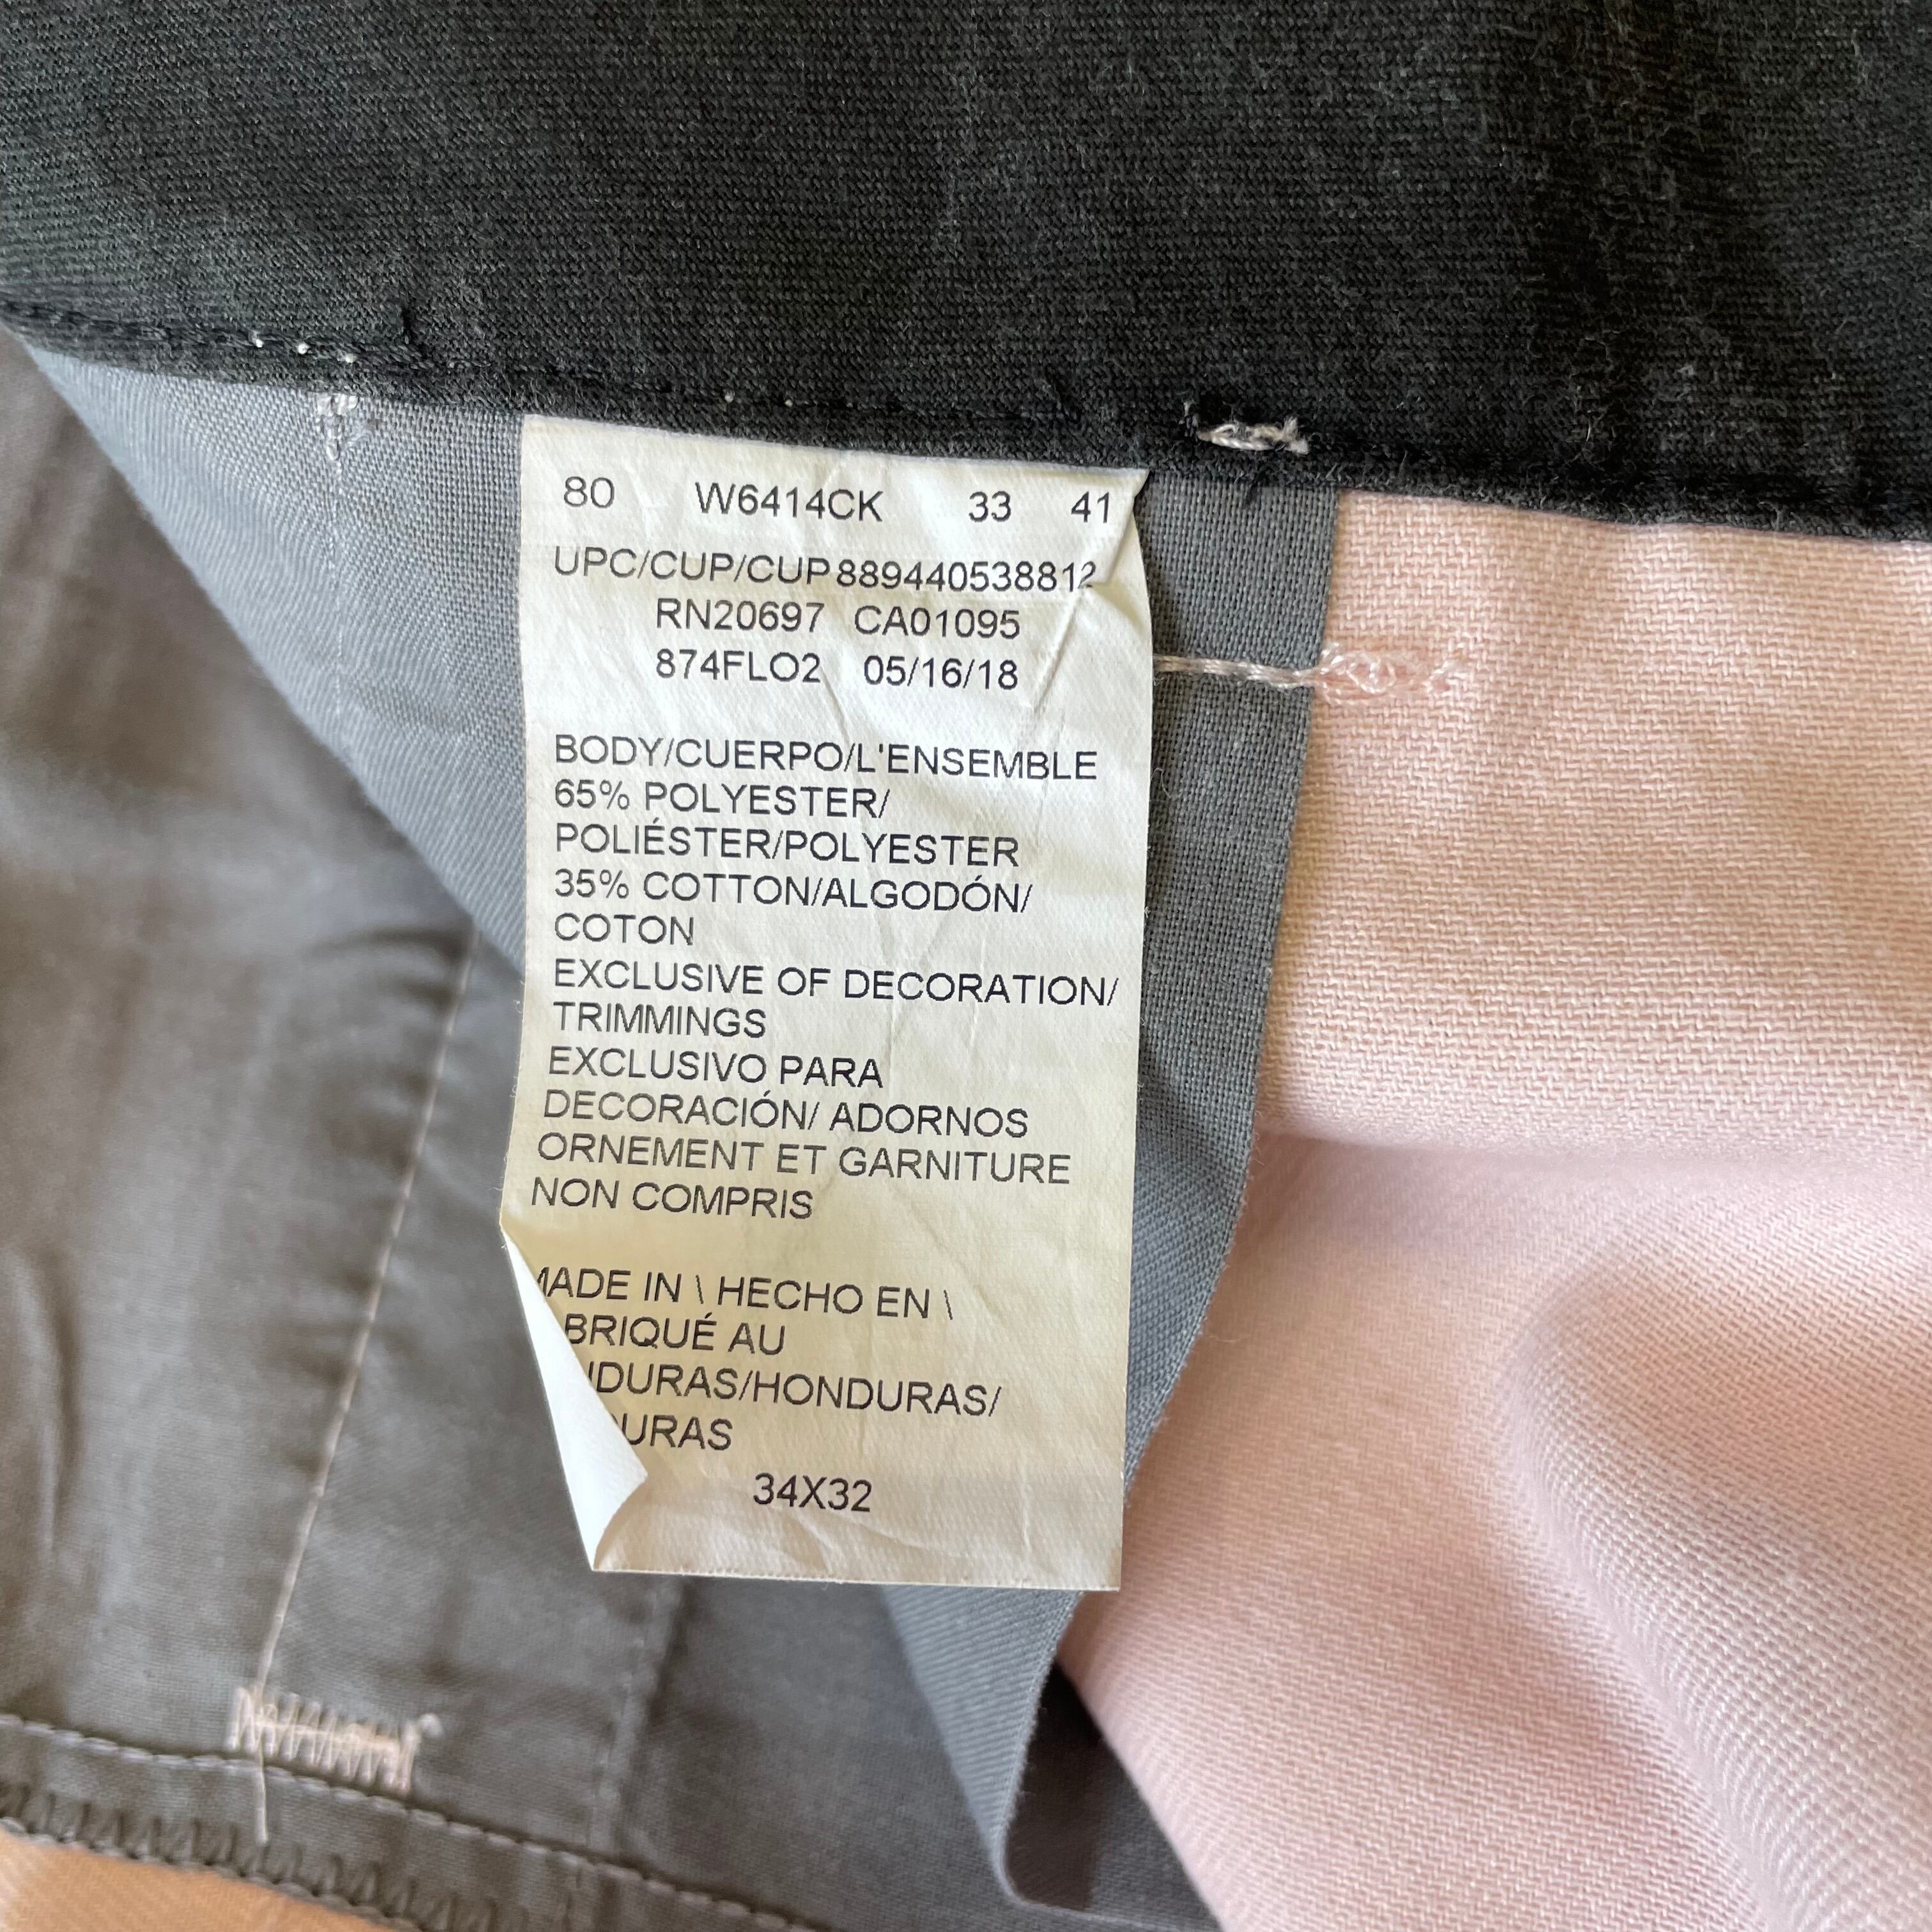 80 W6414CK 33 41
UPC/CUP/CUP 889440538812
RN20697 CA01095
874FLO2 05/16/18
BODY/CUERPO/L'ENSEMBLE
65% POLYESTER/
POLIÉSTER/POLYESTER
35% COTTON/ALGODÓN/
COTON
EXCLUSIVE OF DECORATION/
TRIMMINGS
EXCLUSIVO PARA
DECORACIÓN/ ADORNOS
ORNEMENT ET GARNITURE
NON COMPRIS
MADE IN \ HECHO EN \
BRIQUÉ AU
DURAS/HONDURAS/
URAS
34X32